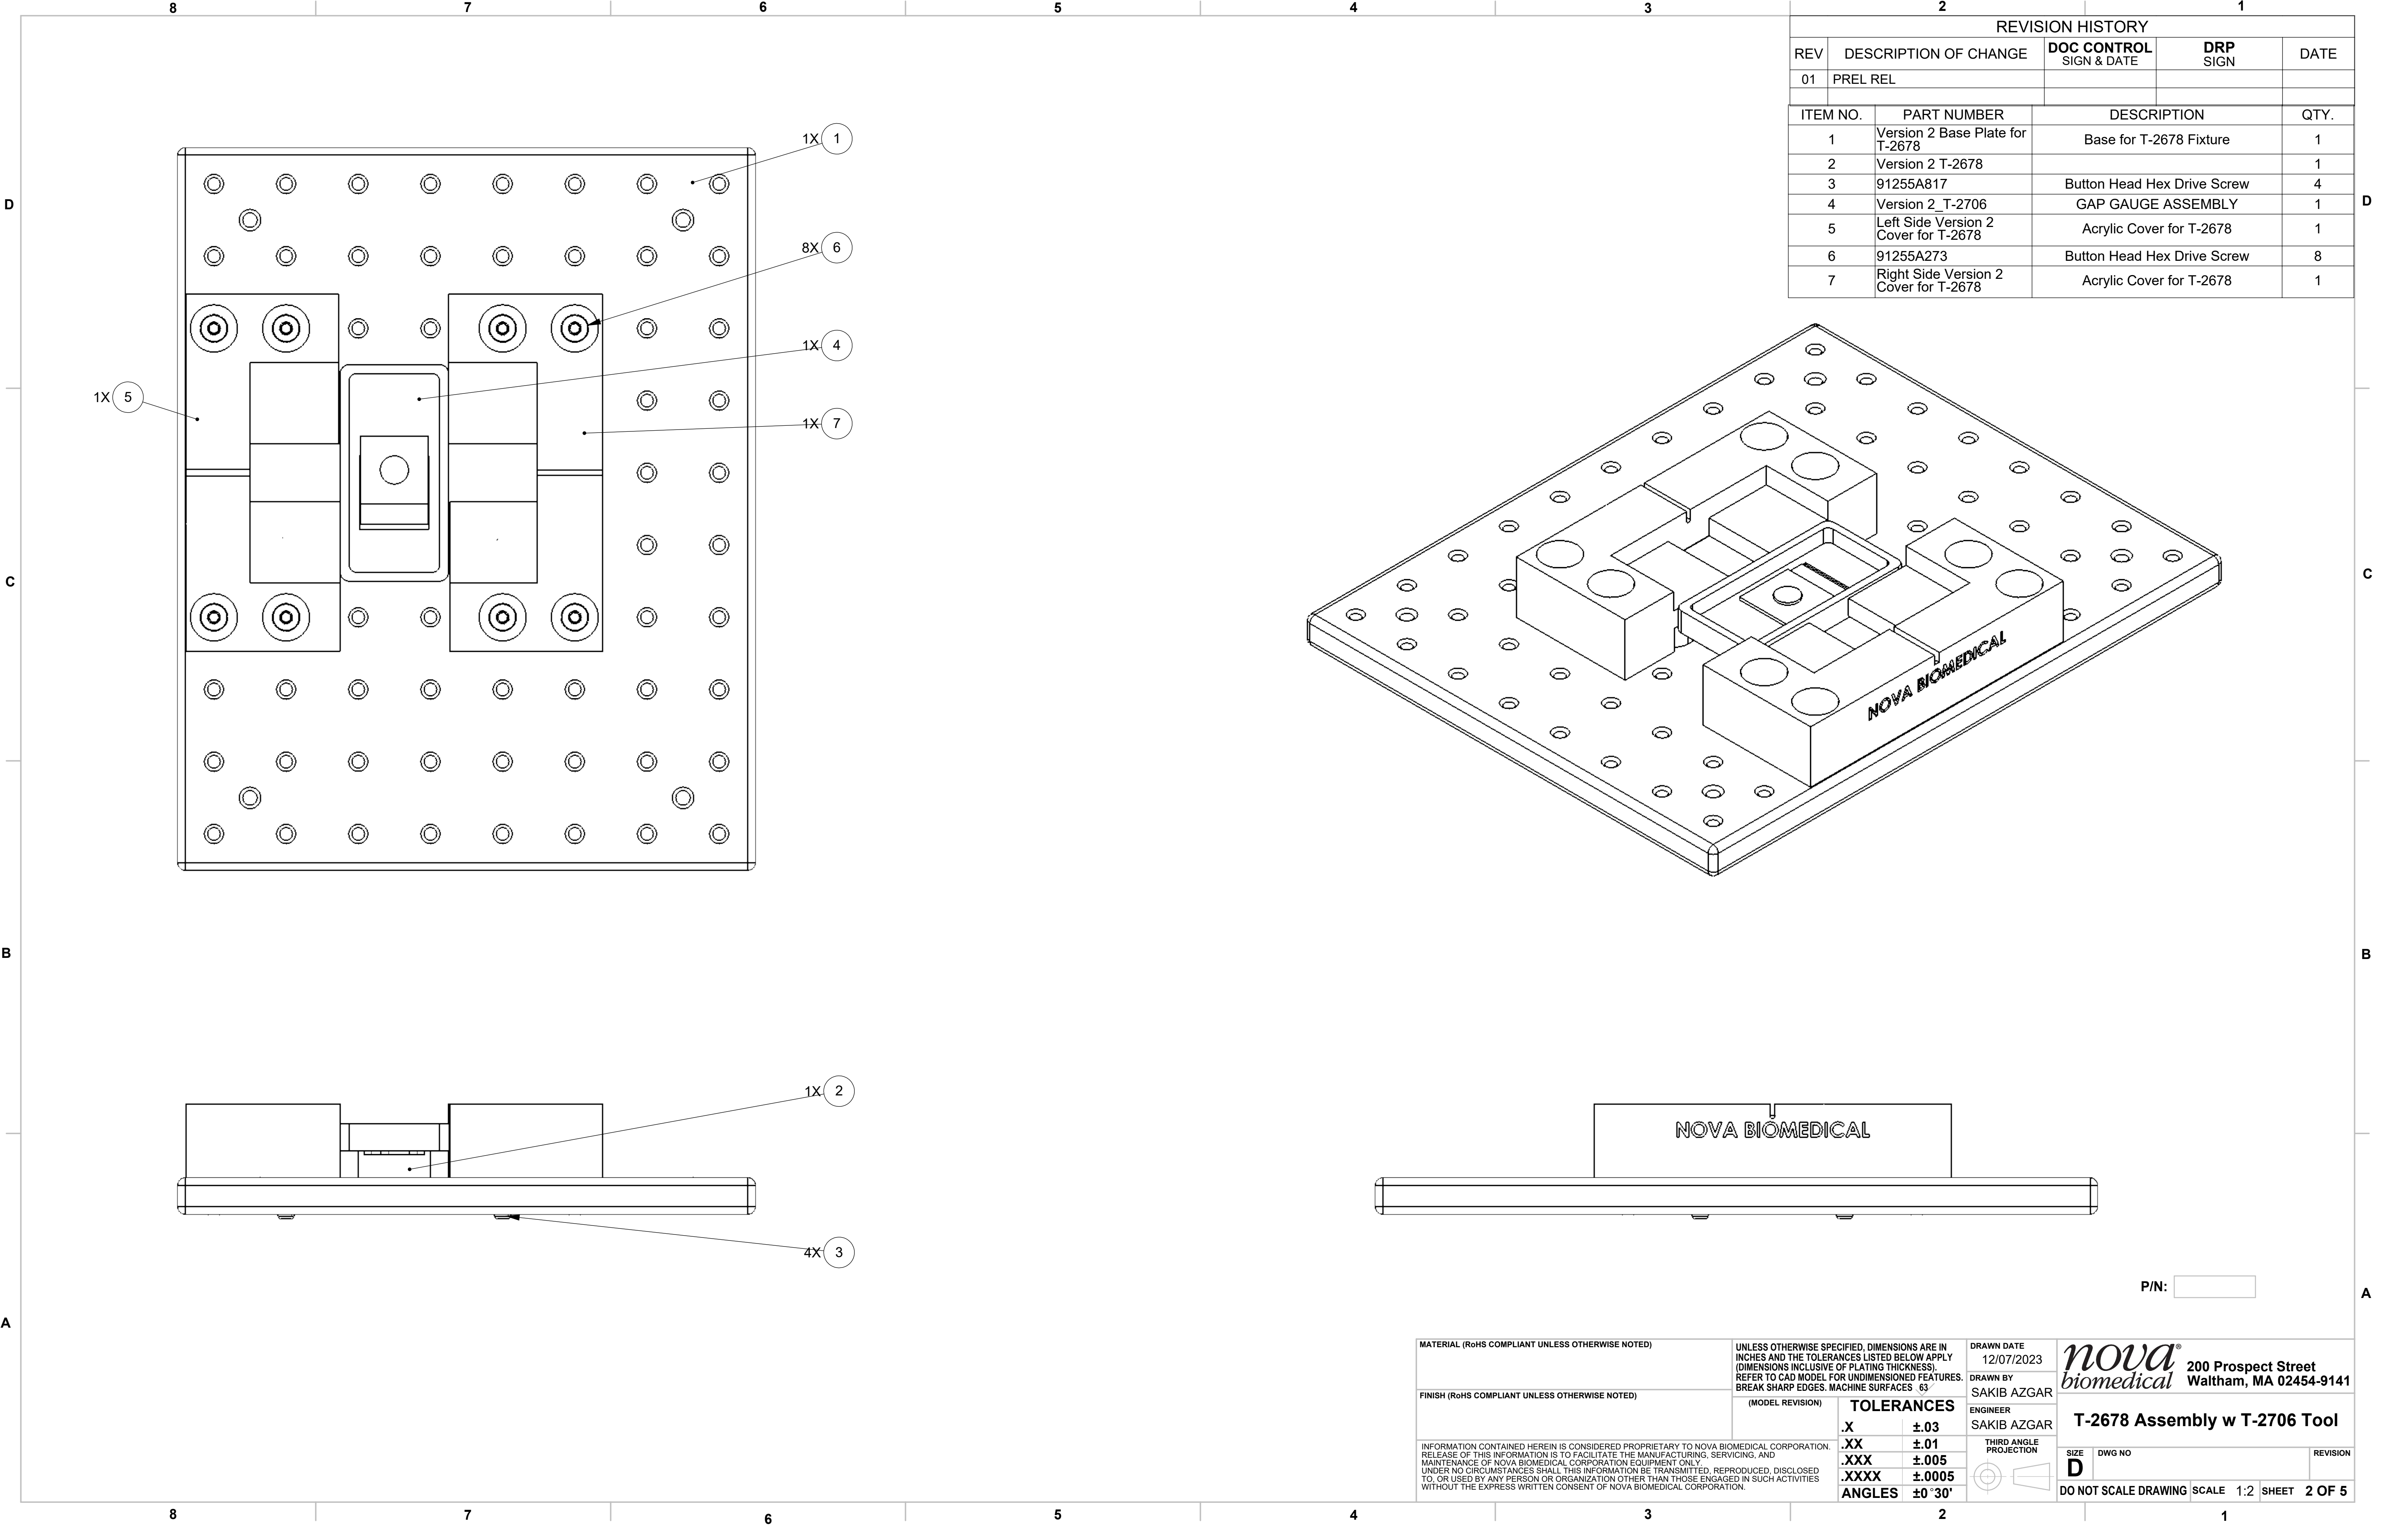 8 7 6 5 4 3 2 1
REVISION HISTORY
REV DESCRIPTION OF CHANGE DOC CONTROL SIGN & DATE DRP SIGN DATE
01 PREL REL
ITEM NO. PART NUMBER DESCRIPTION QTY.
1 Version 2 Base Plate for T-2678 Base for T-2678 Fixture 1
2 Version 2 T-2678 1
3 91255A817 Button Head Hex Drive Screw 4
4 Version 2_T-2706 GAP GAUGE ASSEMBLY 1
5 Left Side Version 2 Cover for T-2678 Acrylic Cover for T-2678 1
6 91255A273 Button Head Hex Drive Screw 8
7 Right Side Version 2 Cover for T-2678 Acrylic Cover for T-2678 1
1X 1
D D
8X 6
1X 4
1X 5
1X 7
C C
NOVA BIOMEDICAL
B B
1X 2
NOVA BIOMEDICAL
4X 3
P/N:
A A
MATERIAL (RoHS COMPLIANT UNLESS OTHERWISE NOTED)
FINISH (RoHS COMPLIANT UNLESS OTHERWISE NOTED)
INFORMATION CONTAINED HEREIN IS CONSIDERED PROPRIETARY TO NOVA BIOMEDICAL CORPORATION.
RELEASE OF THIS INFORMATION IS TO FACILITATE THE MANUFACTURING, SERVICING, AND
MAINTENANCE OF NOVA BIOMEDICAL CORPORATION EQUIPMENT ONLY.
UNDER NO CIRCUMSTANCES SHALL THIS INFORMATION BE TRANSMITTED, REPRODUCED, DISCLOSED
TO, OR USED BY ANY PERSON OR ORGANIZATION OTHER THAN THOSE ENGAGED IN SUCH ACTIVITIES
WITHOUT THE EXPRESS WRITTEN CONSENT OF NOVA BIOMEDICAL CORPORATION.
UNLESS OTHERWISE SPECIFIED, DIMENSIONS ARE IN
INCHES AND THE TOLERANCES LISTED BELOW APPLY
(DIMENSIONS INCLUSIVE OF PLATING THICKNESS).
REFER TO CAD MODEL FOR UNDIMENSIONED FEATURES.
BREAK SHARP EDGES. MACHINE SURFACES 63
(MODEL REVISION)
TOLERANCES
.X ±.03
.XX ±.01
.XXX ±.005
.XXXX ±.0005
ANGLES ±0°30'
DRAWN DATE
12/07/2023
DRAWN BY
SAKIB AZGAR
ENGINEER
SAKIB AZGAR
THIRD ANGLE
PROJECTION
nova®
biomedical
200 Prospect Street
Waltham, MA 02454-9141
T-2678 Assembly w T-2706 Tool
SIZE DWG NO REVISION
D
DO NOT SCALE DRAWING SCALE 1:2 SHEET 2 OF 5
8 7 6 5 4 3 2 1